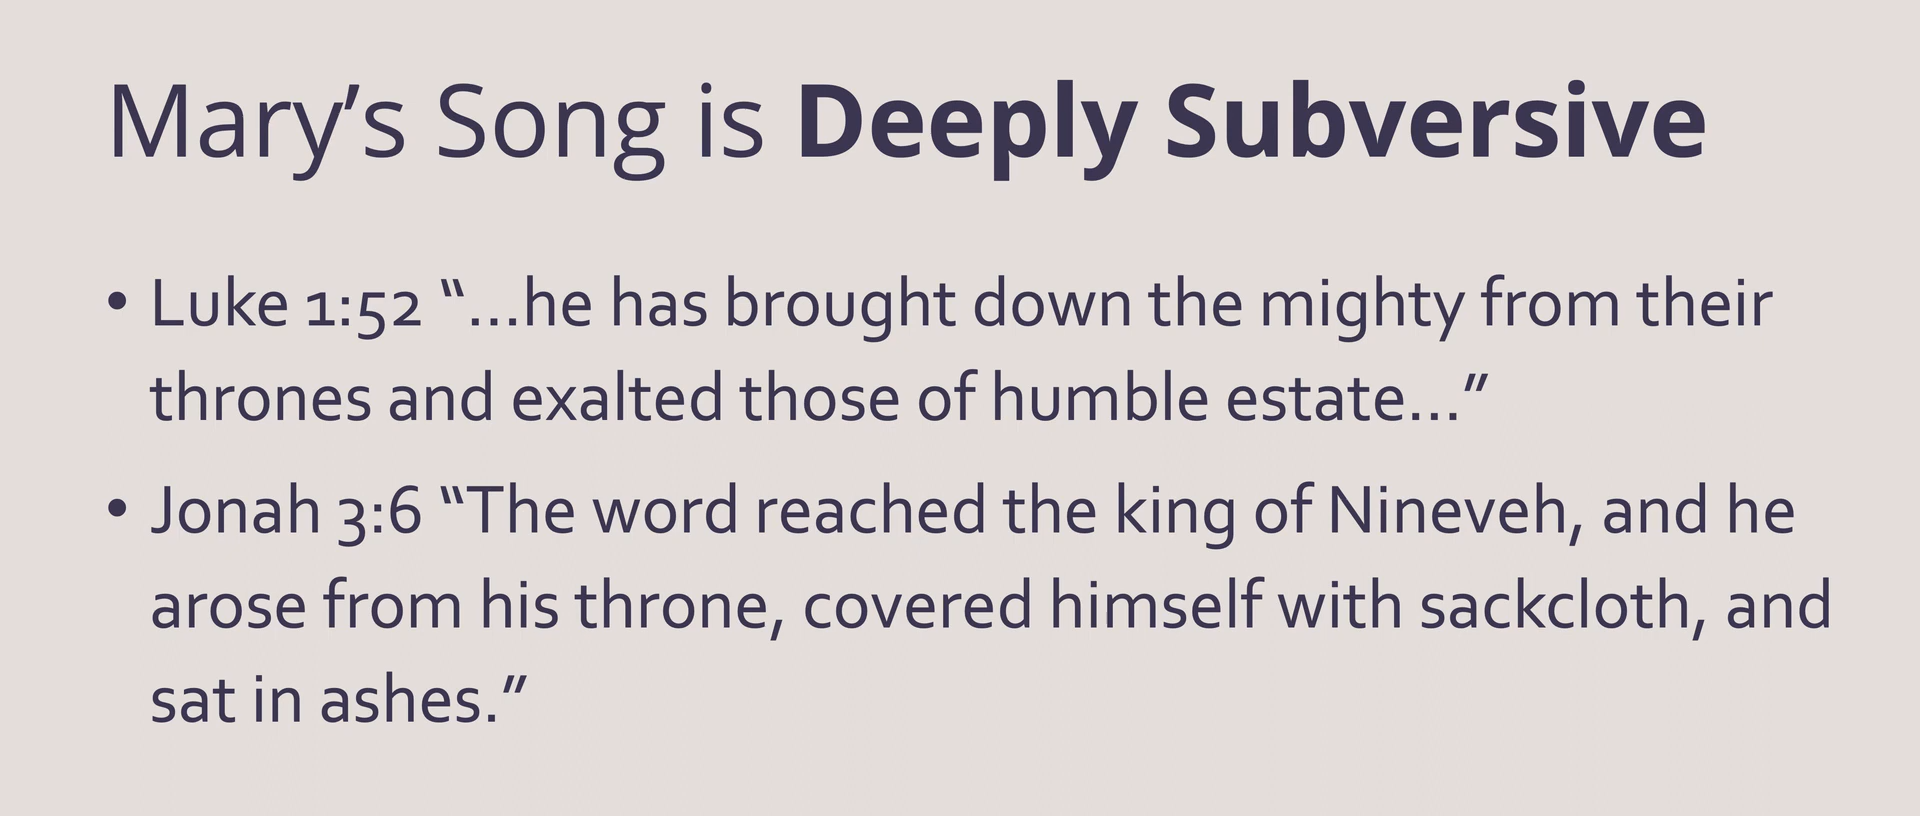 Mary’s Song is Deeply Subversive
• Luke 1:52 “…he has brought down the mighty from their
thrones and exalted those of humble estate…”
• Jonah 3:6 “The word reached the king of Nineveh, and he
arose from his throne, covered himself with sackcloth, and
sat in ashes.”